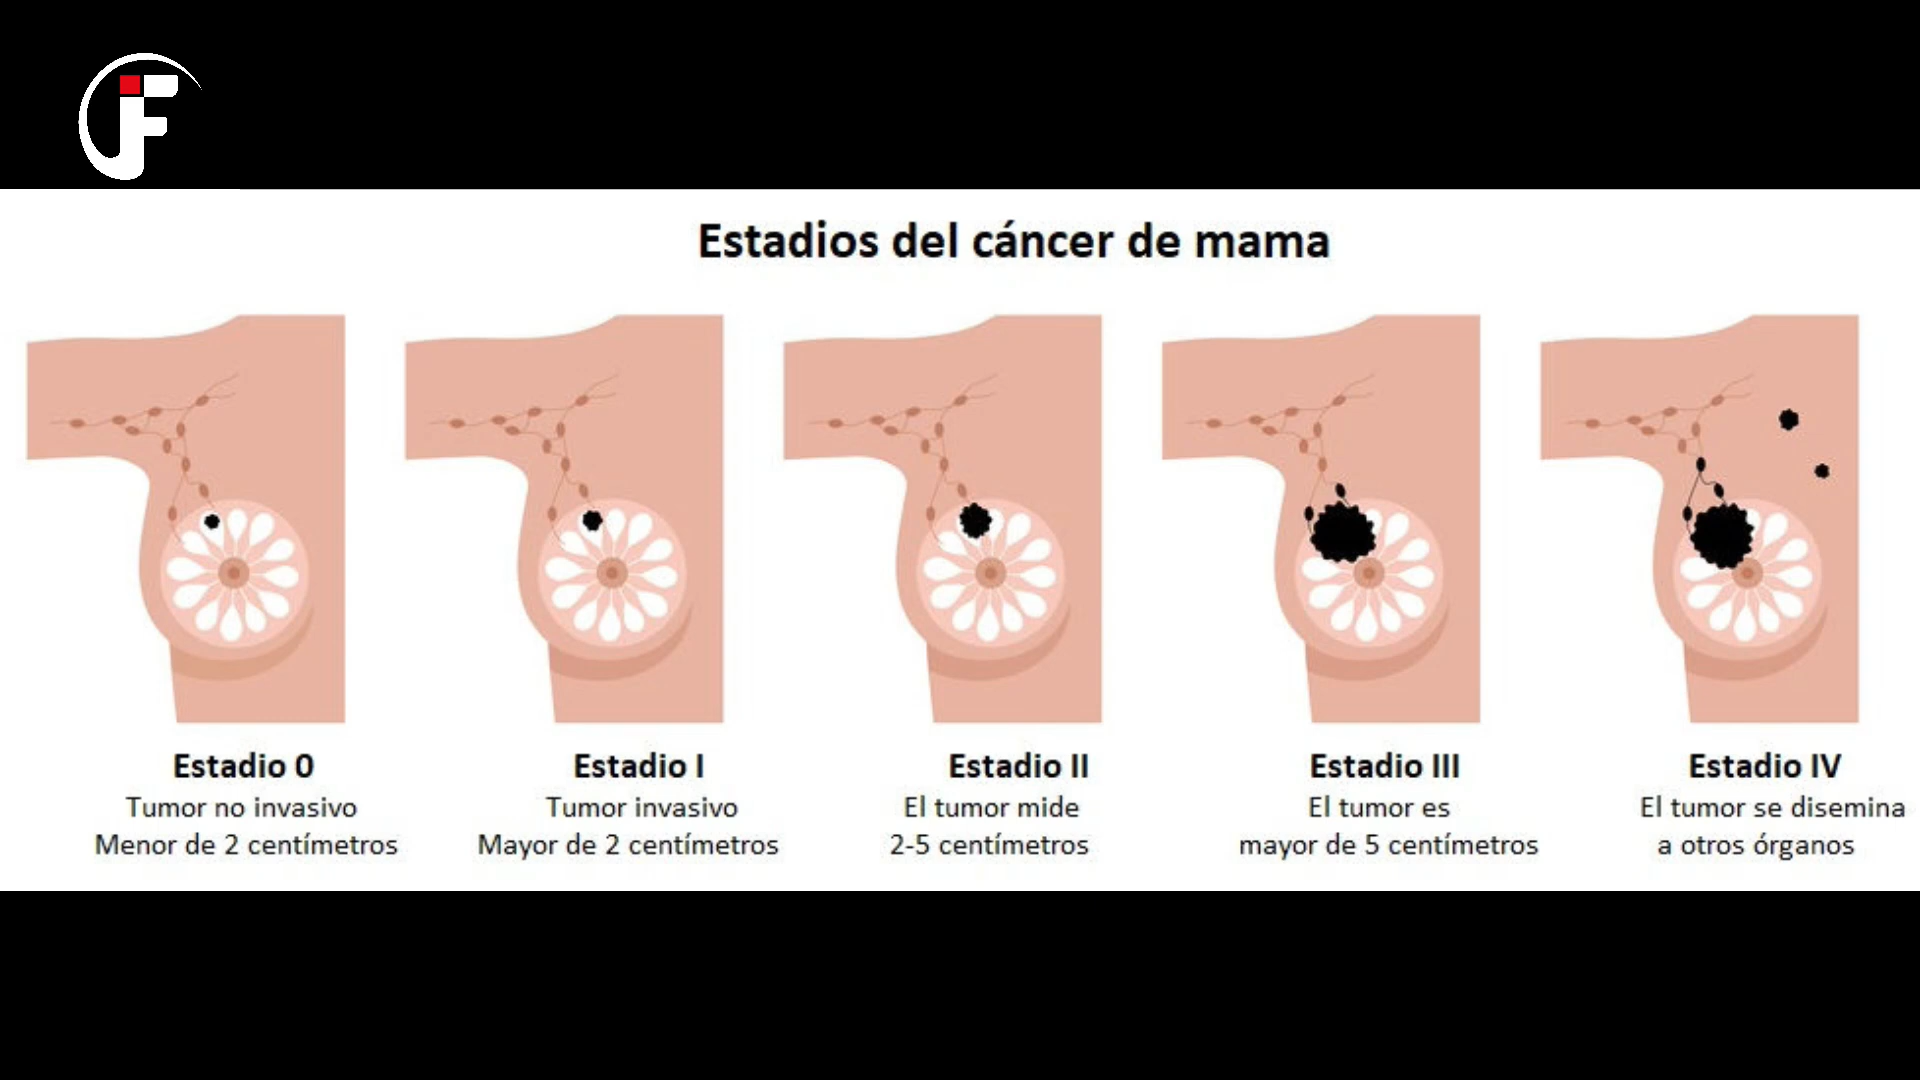 iF
Estadios del cáncer de mama
Estadio 0
Tumor no invasivo
Menor de 2 centímetros
Estadio I
Tumor invasivo
Mayor de 2 centímetros
Estadio II
El tumor mide
2-5 centímetros
Estadio III
El tumor es
mayor de 5 centímetros
Estadio IV
El tumor se disemina
a otros órganos